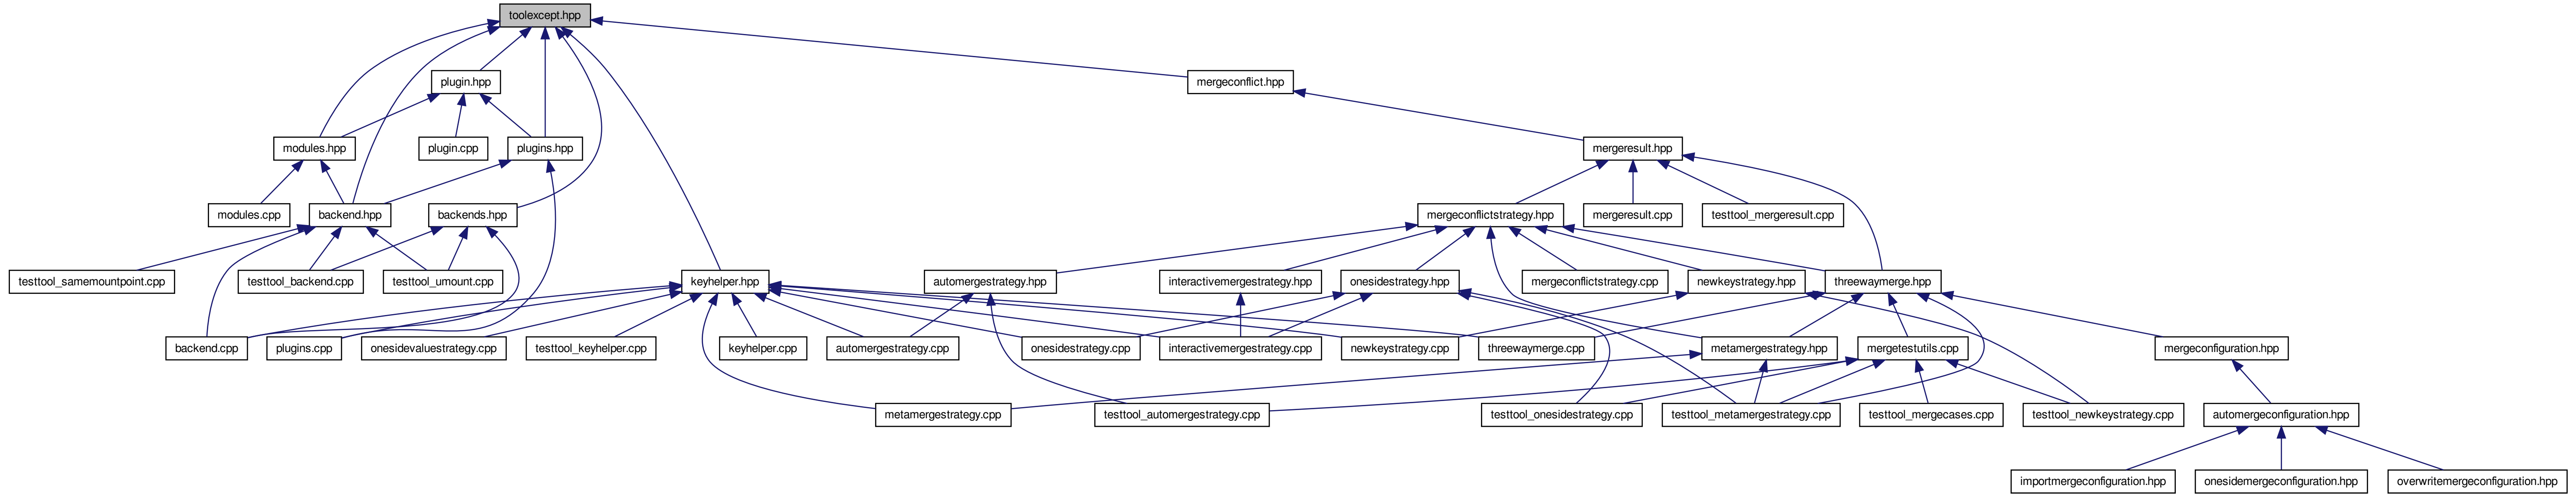 toolexcept.hpp
plugin.hpp
mergeconflict.hpp
modules.hpp
plugin.cpp
plugins.hpp
mergeresult.hpp
modules.cpp
backend.hpp
backends.hpp
mergeconflictstrategy.hpp
mergeresult.cpp
testtool_mergeresult.cpp
testtool_samemountpoint.cpp
testtool_backend.cpp
testtool_umount.cpp
keyhelper.hpp
automergestrategy.hpp
interactivemergestrategy.hpp
onesidestrategy.hpp
mergeconflictstrategy.cpp
newkeystrategy.hpp
threewaymerge.hpp
backend.cpp
plugins.cpp
onesidevaluestrategy.cpp
testtool_keyhelper.cpp
keyhelper.cpp
automergestrategy.cpp
onesidestrategy.cpp
interactivemergestrategy.cpp
newkeystrategy.cpp
threewaymerge.cpp
metamergestrategy.hpp
mergetestutils.cpp
mergeconfiguration.hpp
metamergestrategy.cpp
testtool_automergestrategy.cpp
testtool_onesidestrategy.cpp
testtool_metamergestrategy.cpp
testtool_mergecases.cpp
testtool_newkeystrategy.cpp
automergeconfiguration.hpp
importmergeconfiguration.hpp
onesidemergeconfiguration.hpp
overwritemergeconfiguration.hpp